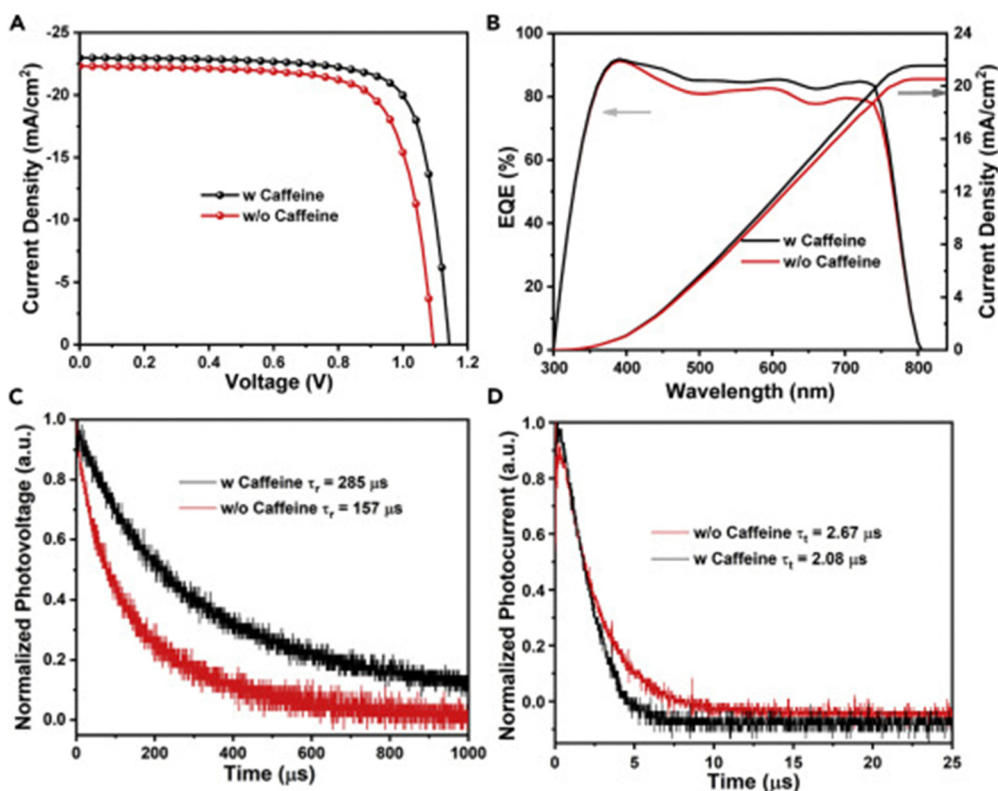 A
-25
-20
-15
-10
-5
0
Current Density (mA/cm²)
w Caffeine
w/o Caffeine
0.0 0.2 0.4 0.6 0.8 1.0 1.2
Voltage (V)
B
100
80
60
40
20
0
EQE (%)
24
20
16
12
8
4
0
Current Density (mA/cm²)
w Caffeine
w/o Caffeine
300 400 500 600 700 800
Wavelength (nm)
C
1.0
0.8
0.6
0.4
0.2
0.0
Normalized Photovoltage (a.u.)
w Caffeine τr = 285 μs
w/o Caffeine τr = 157 μs
0 200 400 600 800 1000
Time (μs)
D
1.0
0.8
0.6
0.4
0.2
0.0
Normalized Photocurrent (a.u.)
w/o Caffeine τt = 2.67 μs
w Caffeine τt = 2.08 μs
0 5 10 15 20 25
Time (μs)